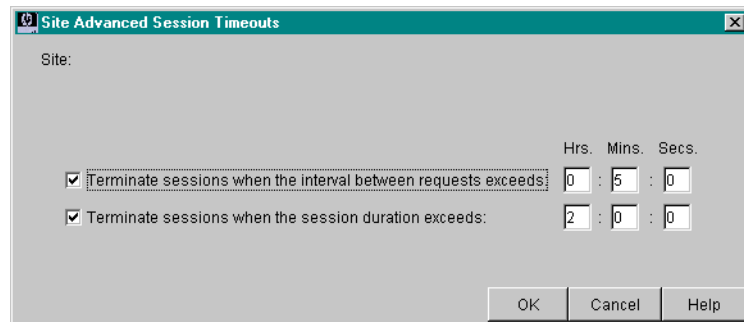 Site Advanced Session Timeouts
Site:
Hrs. Mins. Secs.
Terminate sessions when the interval between requests exceeds: 0 : 5 : 0
Terminate sessions when the session duration exceeds: 2 : 0 : 0
OK Cancel Help